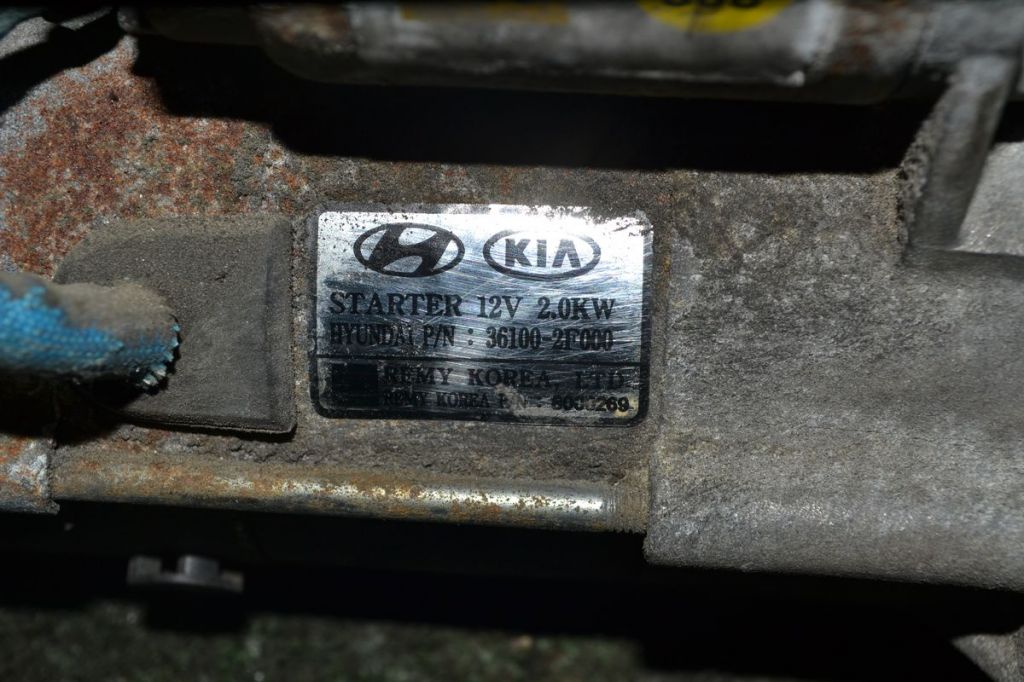 KIA
STARTER 12V 2.0KW
HYUNDAI P/N : 36100-2F000
REMY KOREA, LTD
REMY KOREA P/N :